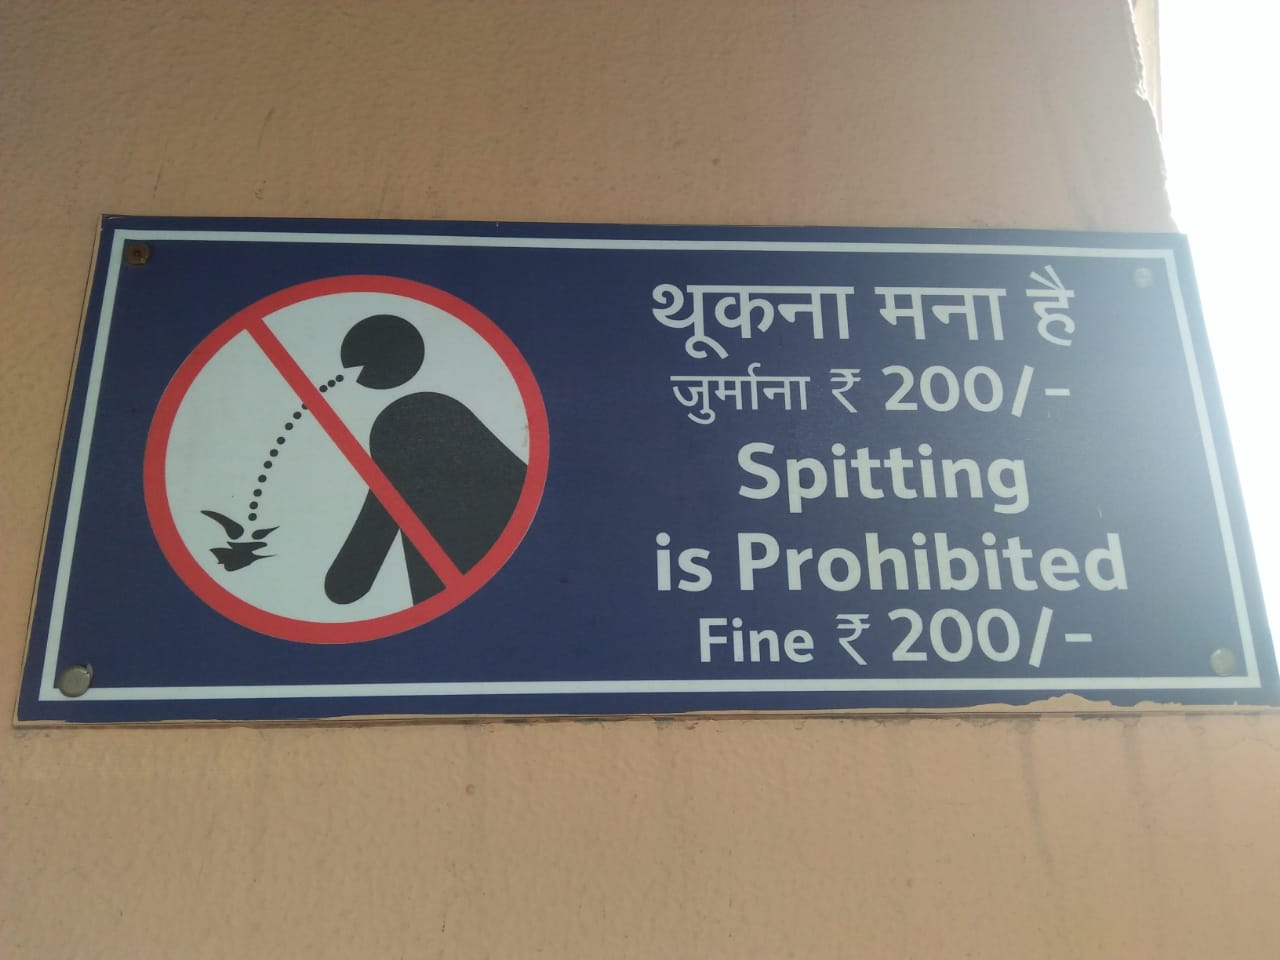 थूकना मना है
जुर्माना ₹ 200/-
Spitting
is Prohibited
Fine ₹ 200/-